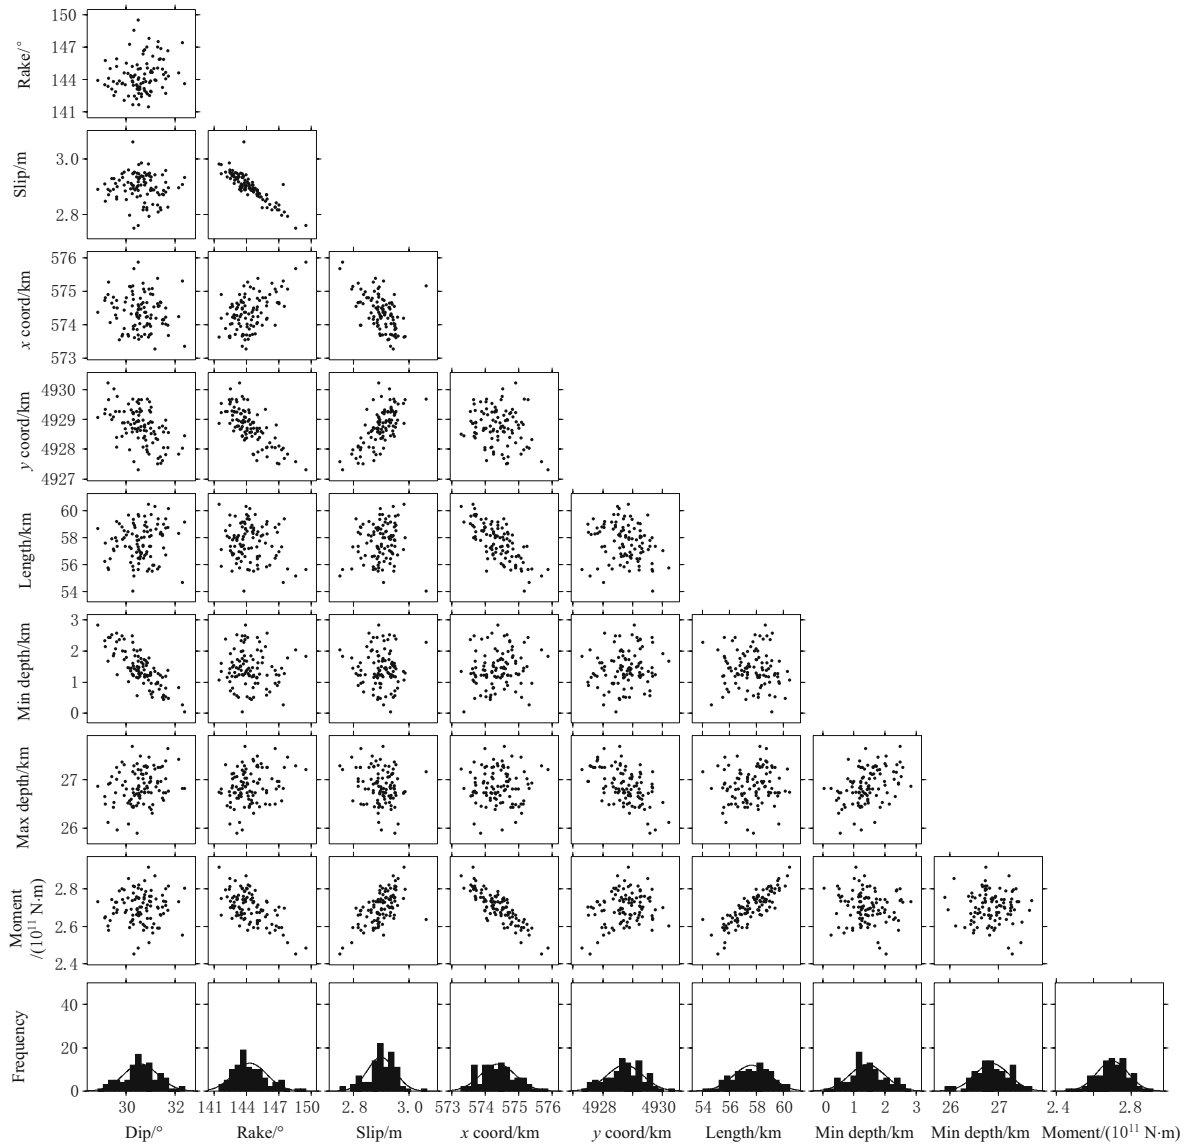 150
147
144
141
Rake/°
3.0
2.8
Slip/m
576
575
574
573
x coord/km
4930
4929
4928
4927
y coord/km
60
58
56
54
Length/km
3
2
1
0
Min depth/km
27
26
Max depth/km
2.8
2.6
2.4
Moment
/(10¹¹ N·m)
40
20
0
Frequency
30 32 141 144 147 150 2.8 3.0 573 574 575 576 4928 4930 54 56 58 60 0 1 2 3 26 27 2.4 2.8
Dip/° Rake/° Slip/m x coord/km y coord/km Length/km Min depth/km Min depth/km Moment/(10¹¹ N·m)